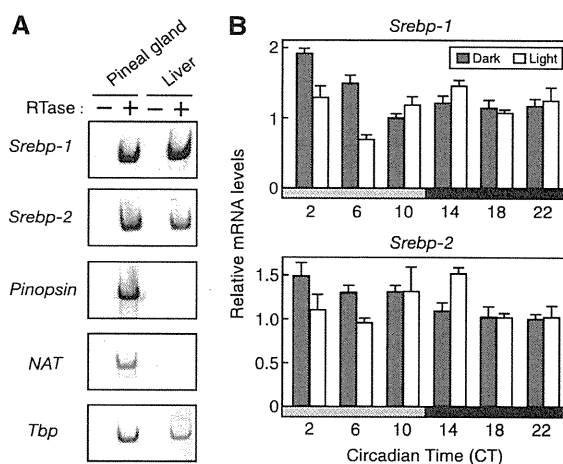 A
Pineal gland
Liver
RTase : − + − +
Srebp-1
Srebp-2
Pinopsin
NAT
Tbp
B
Srebp-1
Dark Light
Relative mRNA levels
2
1
0
2 6 10 14 18 22
Srebp-2
1.5
1.0
0.5
0
2 6 10 14 18 22
Circadian Time (CT)